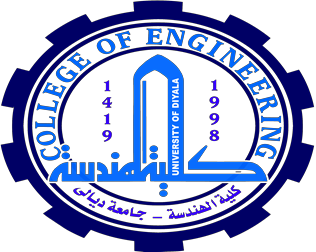 COLLEGE OF ENGINEERING
1419
1998
UNIVERSITY OF DIYALA
كلية الهندسة
كلية الهندسة - جامعة ديالى